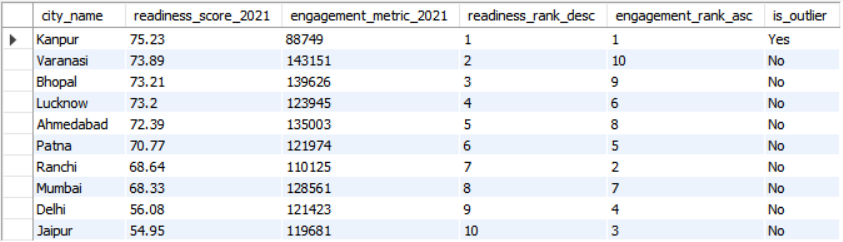 city_name readiness_score_2021 engagement_metric_2021 readiness_rank_desc engagement_rank_asc is_outlier
Kanpur 75.23 88749 1 1 Yes
Varanasi 73.89 143151 2 10 No
Bhopal 73.21 139626 3 9 No
Lucknow 73.2 123945 4 6 No
Ahmedabad 72.39 135003 5 8 No
Patna 70.77 121974 6 5 No
Ranchi 68.64 110125 7 2 No
Mumbai 68.33 128561 8 7 No
Delhi 56.08 121423 9 4 No
Jaipur 54.95 119681 10 3 No